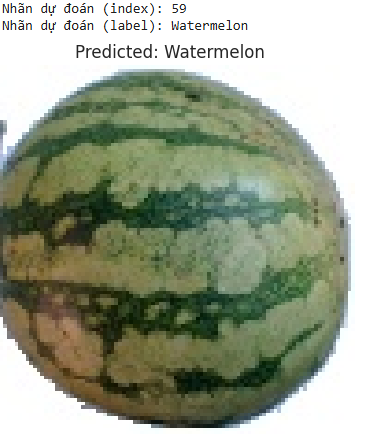 Nhãn dự đoán (index): 59
Nhãn dự đoán (label): Watermelon
Predicted: Watermelon